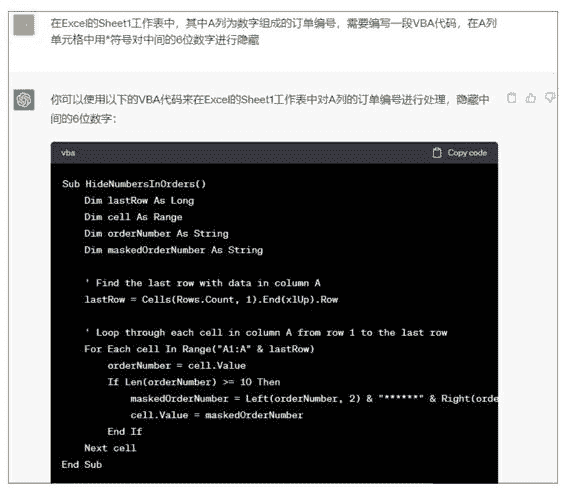 在Excel的Sheet1工作表中，其中A列为数字组成的订单编号，需要编写一段VBA代码，在A列
单元格中用*符号对中间的6位数字进行隐藏
你可以使用以下的VBA代码来在Excel的Sheet1工作表中对A列的订单编号进行处理，隐藏中
间的6位数字：
vba Copy code
Sub HideNumbersInOrders()
    Dim lastRow As Long
    Dim cell As Range
    Dim orderNumber As String
    Dim maskedOrderNumber As String

    ' Find the last row with data in column A
    lastRow = Cells(Rows.Count, 1).End(xlUp).Row

    ' Loop through each cell in column A from row 1 to the last row
    For Each cell In Range("A1:A" & lastRow)
        orderNumber = cell.Value
        If Len(orderNumber) >= 10 Then
            maskedOrderNumber = Left(orderNumber, 2) & "******" & Right(orde
            cell.Value = maskedOrderNumber
        End If
    Next cell
End Sub